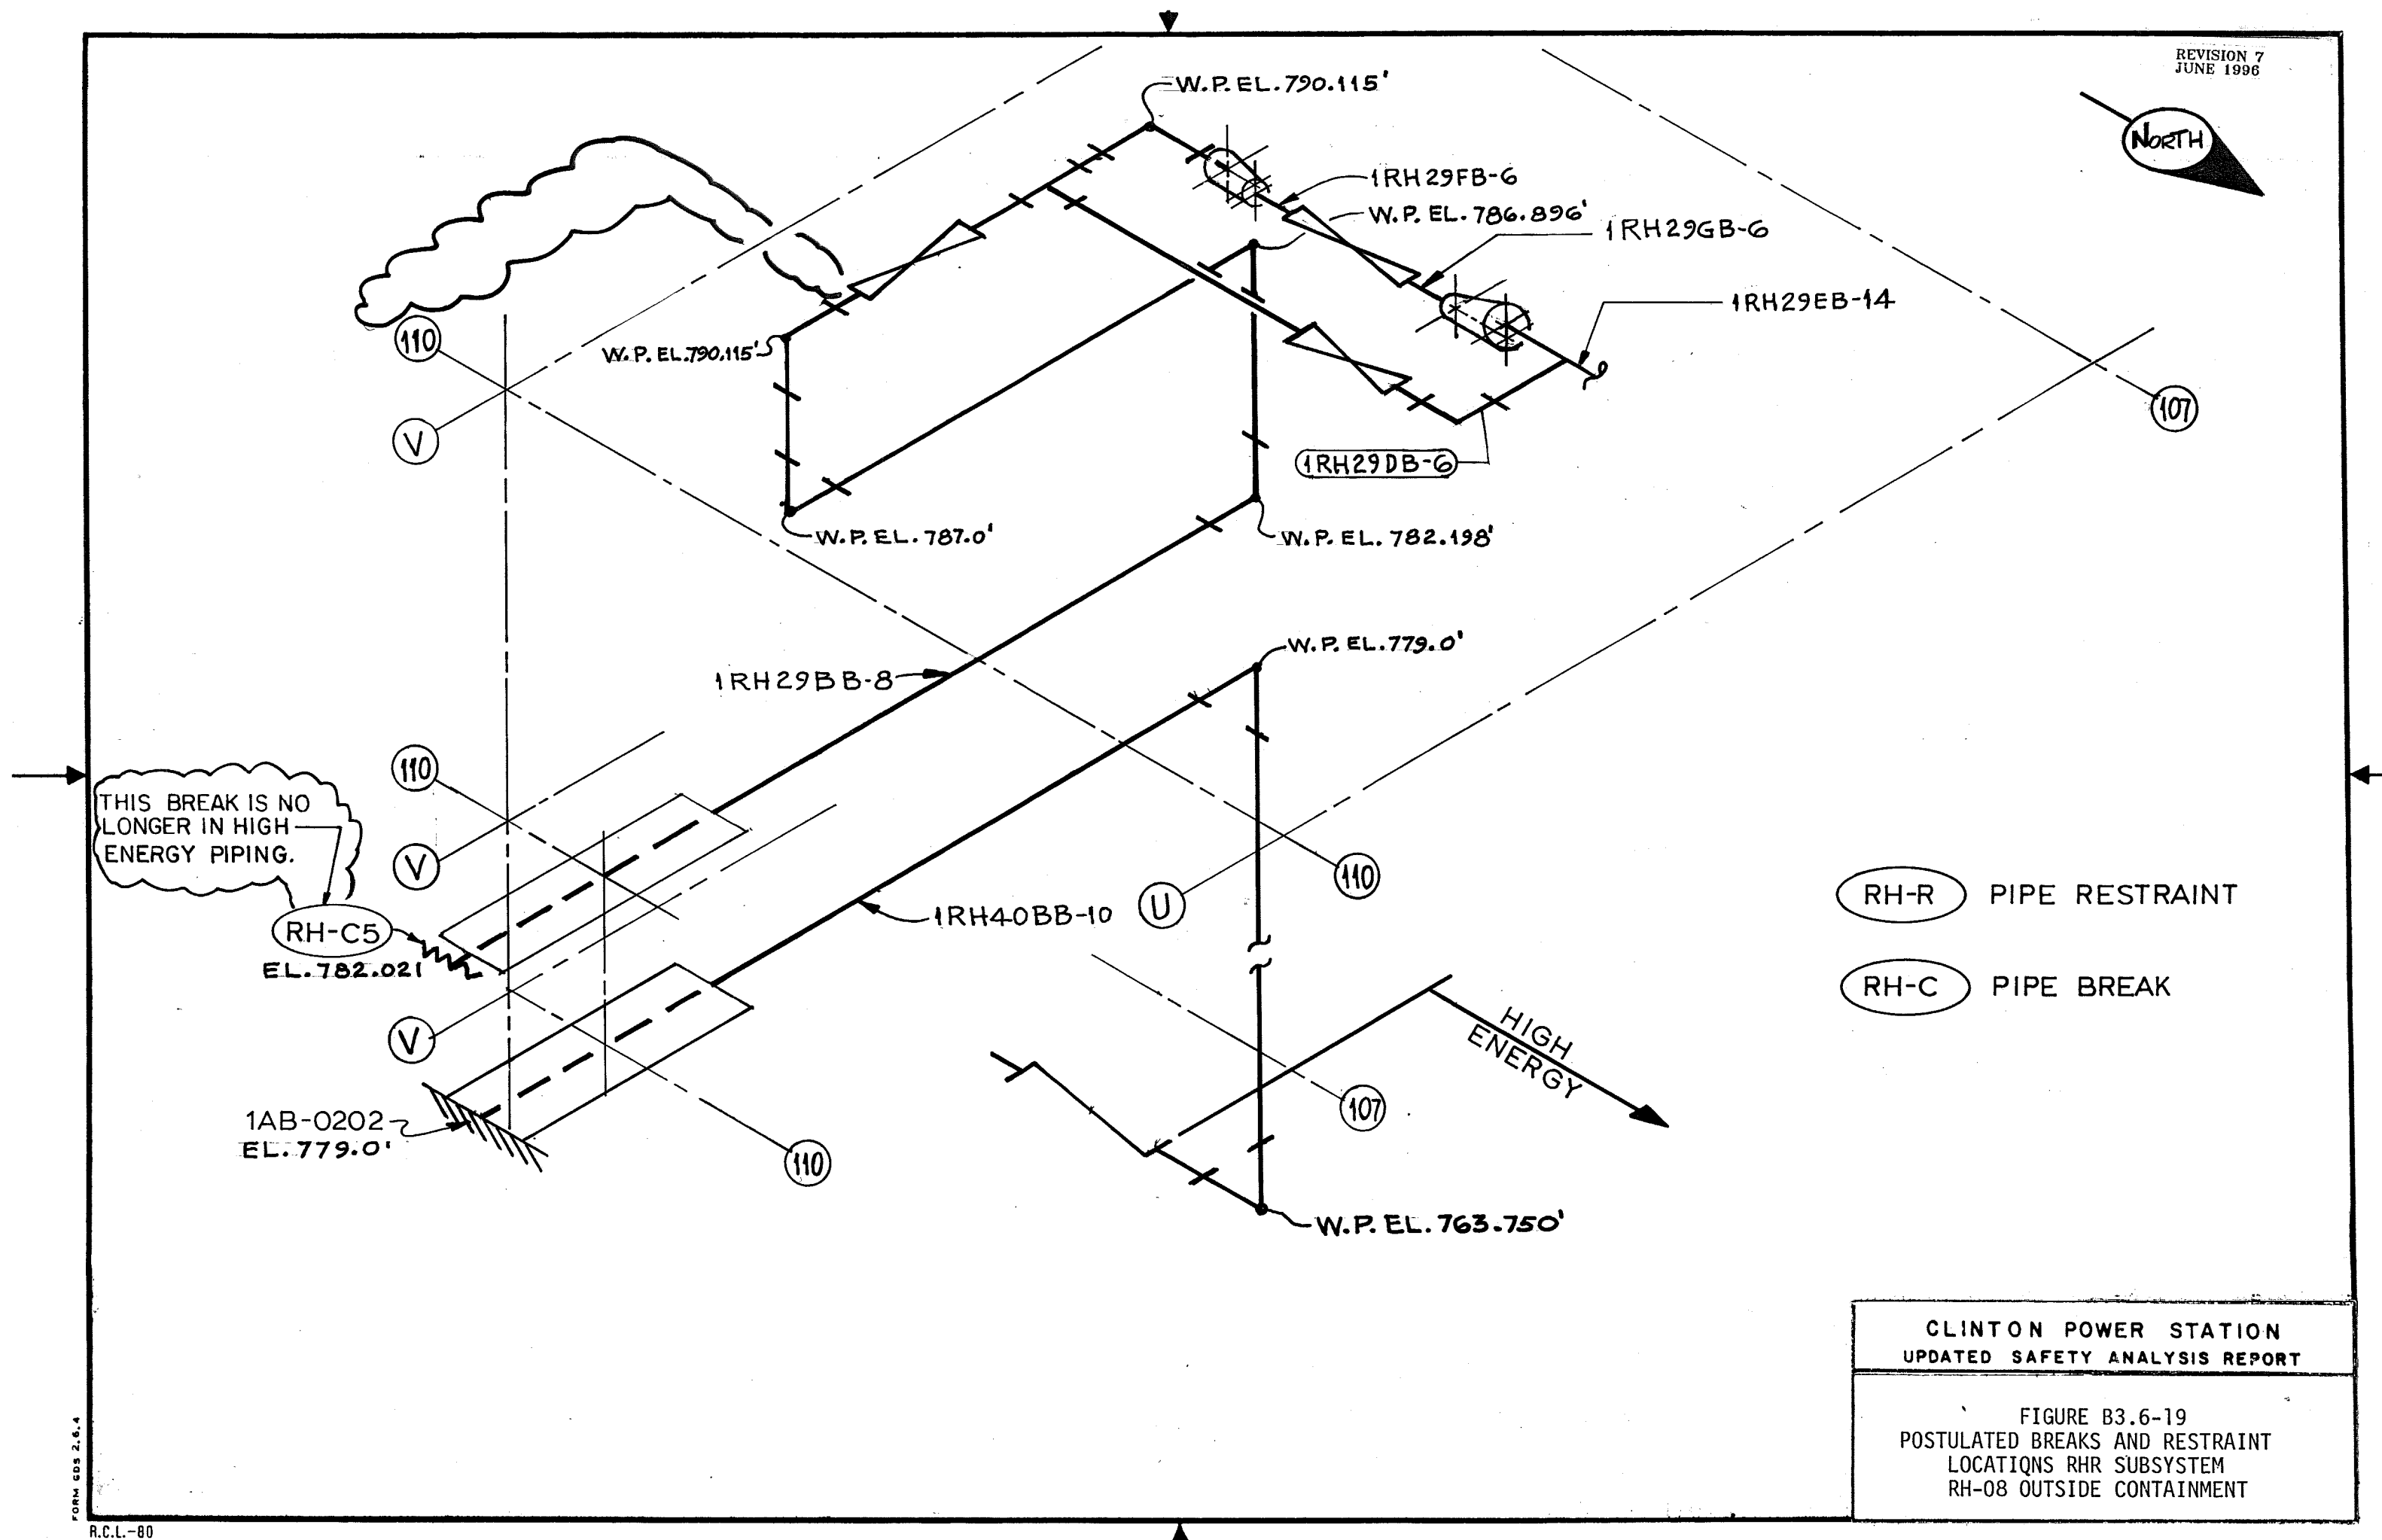 REVISION 7
JUNE 1996
W.P.EL.790.115'
NORTH
1RH29FB-6
W.P.EL.786.896'
1RH29GB-6
1RH29EB-14
110
W.P.EL.790.115'
V
107
1RH29DB-6
W.P.EL.787.0'
W.P.EL.782.198'
W.P.EL.779.0'
1RH29BB-8
110
THIS BREAK IS NO
LONGER IN HIGH
ENERGY PIPING.
V
110
U
1RH40BB-10
RH-R PIPE RESTRAINT
RH-C5
EL.782.021
RH-C PIPE BREAK
V
HIGH
ENERGY
1AB-0202
EL.779.0'
107
110
W.P.EL.763.750'
CLINTON POWER STATION
UPDATED SAFETY ANALYSIS REPORT
FIGURE B3.6-19
POSTULATED BREAKS AND RESTRAINT
LOCATIONS RHR SUBSYSTEM
RH-08 OUTSIDE CONTAINMENT
FORM GDS 2.6.4
R.C.L.-80